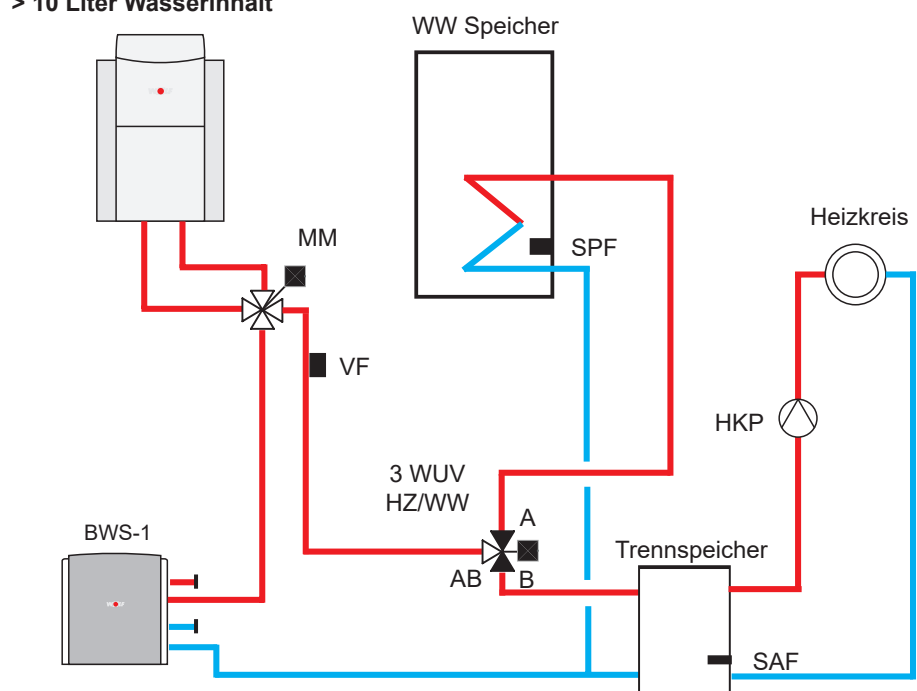 > 10 Liter Wasserinhalt
WW Speicher
MM
SPF
Heizkreis
VF
HKP
3 WUV
HZ/WW
A
BWS-1
AB
B
Trennspeicher
SAF